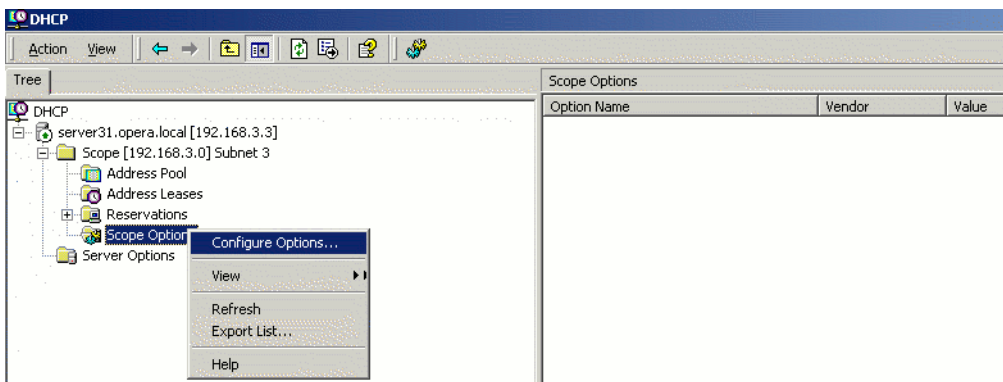 DHCP
Action View
Tree
Scope Options
Option Name Vendor Value
DHCP
server31.opera.local [192.168.3.3]
Scope [192.168.3.0] Subnet 3
Address Pool
Address Leases
Reservations
Scope Option
Server Options
Configure Options...
View
Refresh
Export List...
Help